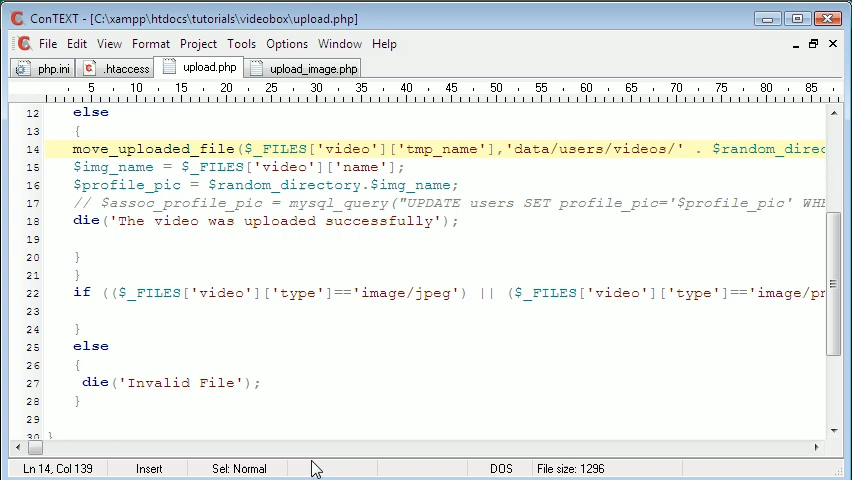 ConTEXT - [C:\xampp\htdocs\tutorials\videobox\upload.php]
File Edit View Format Project Tools Options Window Help
php.ini .htaccess upload.php upload_image.php
5 10 15 20 25 30 35 40 45 50 55 60 65 70 75 80 85
12 else
13 {
14 move_uploaded_file($_FILES['video']['tmp_name'],'data/users/videos/' . $random_direc
15 $img_name = $_FILES['video']['name'];
16 $profile_pic = $random_directory.$img_name;
17 // $assoc_profile_pic = mysql_query("UPDATE users SET profile_pic='$profile_pic' WHE
18 die('The video was uploaded successfully');
19
20 }
21 }
22 if (($_FILES['video']['type']=='image/jpeg') || ($_FILES['video']['type']=='image/pn
23
24 }
25 else
26 {
27 die('Invalid File');
28 }
29
30 }
Ln 14, Col 139 Insert Sel: Normal DOS File size: 1296